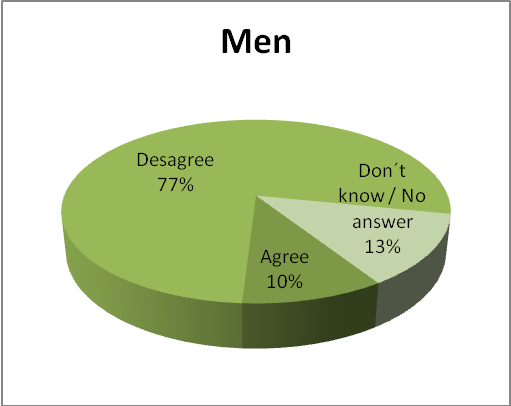 Men
Desagree
77%
Don´t
know / No
answer
13%
Agree
10%